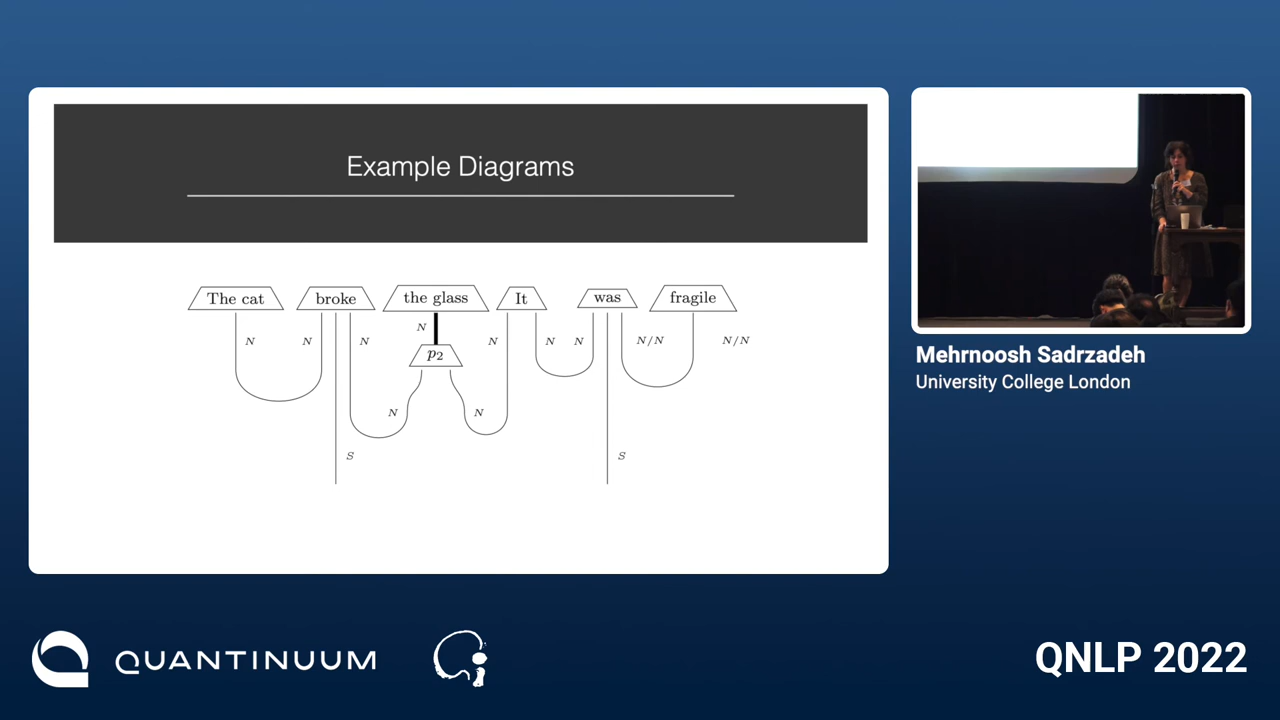 Example Diagrams
The cat broke the glass It was fragile
N
p2
N N N N N N N/N N/N
N N
S S
Mehrnoosh Sadrzadeh
University College London
QUANTINUUM
QNLP 2022